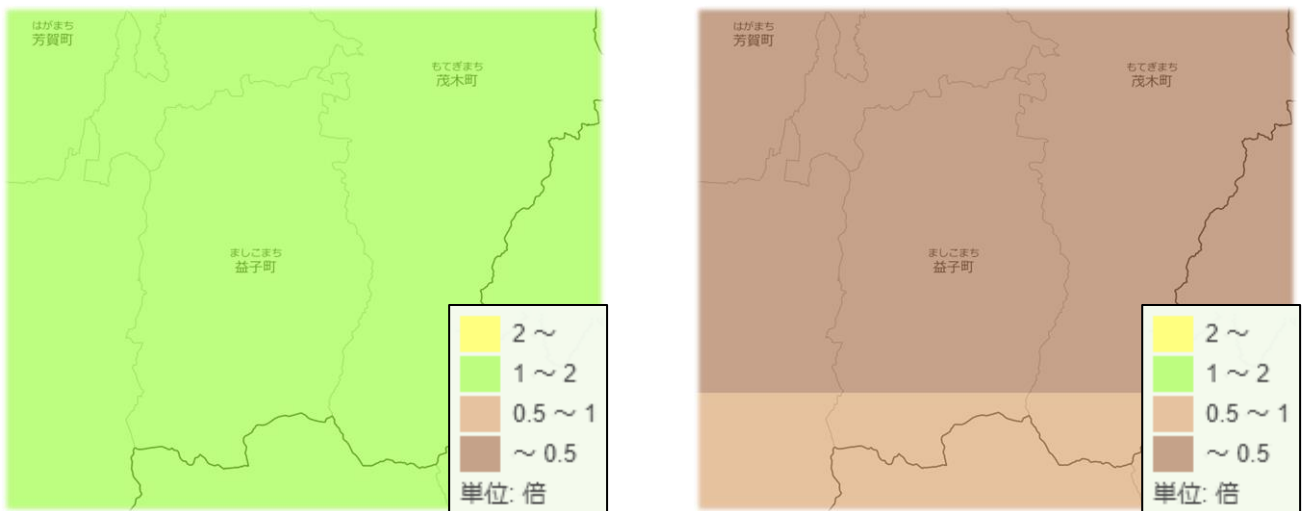 はがまち
芳賀町
もてぎまち
茂木町
ましこまち
益子町
2～
1～2
0.5～1
～0.5
単位: 倍
はがまち
芳賀町
もてぎまち
茂木町
ましこまち
益子町
2～
1～2
0.5～1
～0.5
単位: 倍